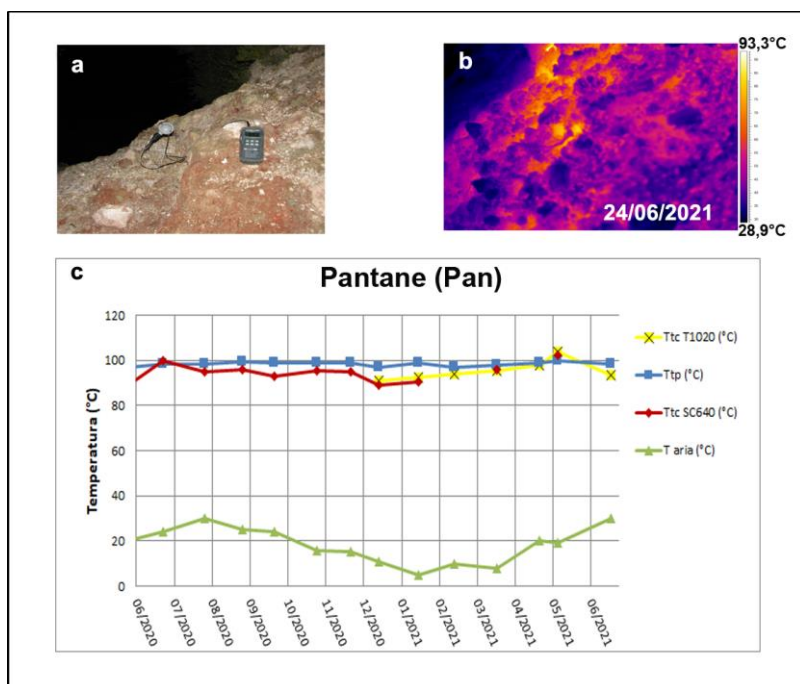 a
b
93,3°C
24/06/2021
28,9°C
c
Pantane (Pan)
Temperatura (°C)
120
100
80
60
40
20
0
06/2020
07/2020
08/2020
09/2020
10/2020
11/2020
12/2020
01/2021
02/2021
03/2021
04/2021
05/2021
06/2021
Ttc T1020 (°C)
Ttp (°C)
Ttc SC640 (°C)
T aria (°C)